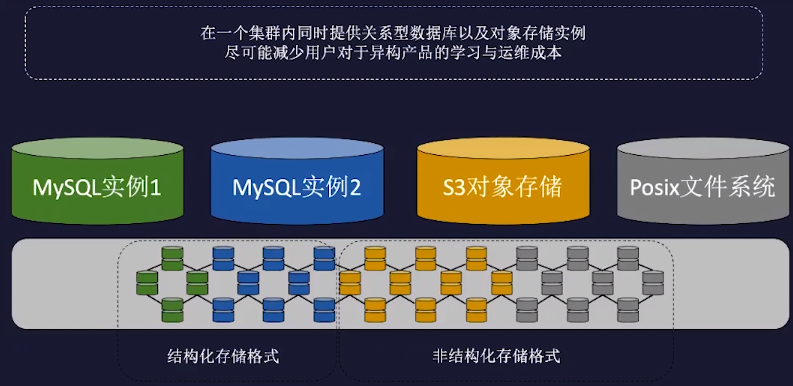 在一个集群内同时提供关系型数据库以及对象存储实例
尽可能减少用户对于异构产品的学习与运维成本
MySQL实例1
MySQL实例2
S3对象存储
Posix文件系统
结构化存储格式
非结构化存储格式